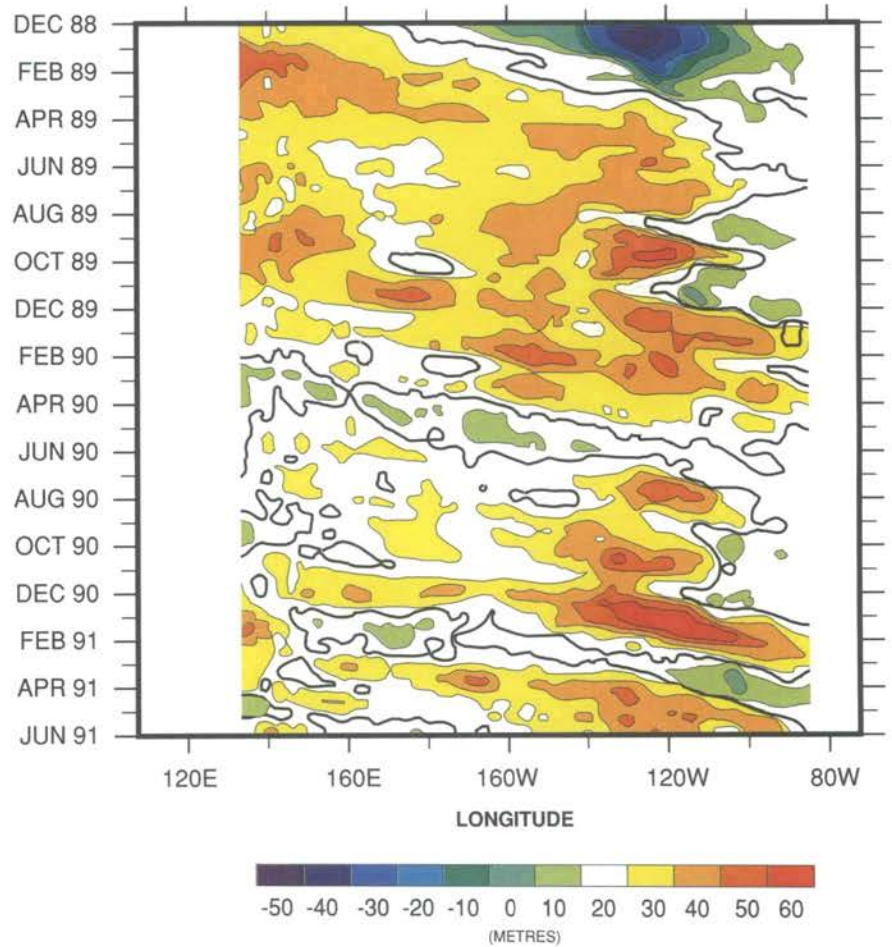 DEC 88
FEB 89
APR 89
JUN 89
AUG 89
OCT 89
DEC 89
FEB 90
APR 90
JUN 90
AUG 90
OCT 90
DEC 90
FEB 91
APR 91
JUN 91
120E 160E 160W 120W 80W
LONGITUDE
-50 -40 -30 -20 -10 0 10 20 30 40 50 60
(METRES)